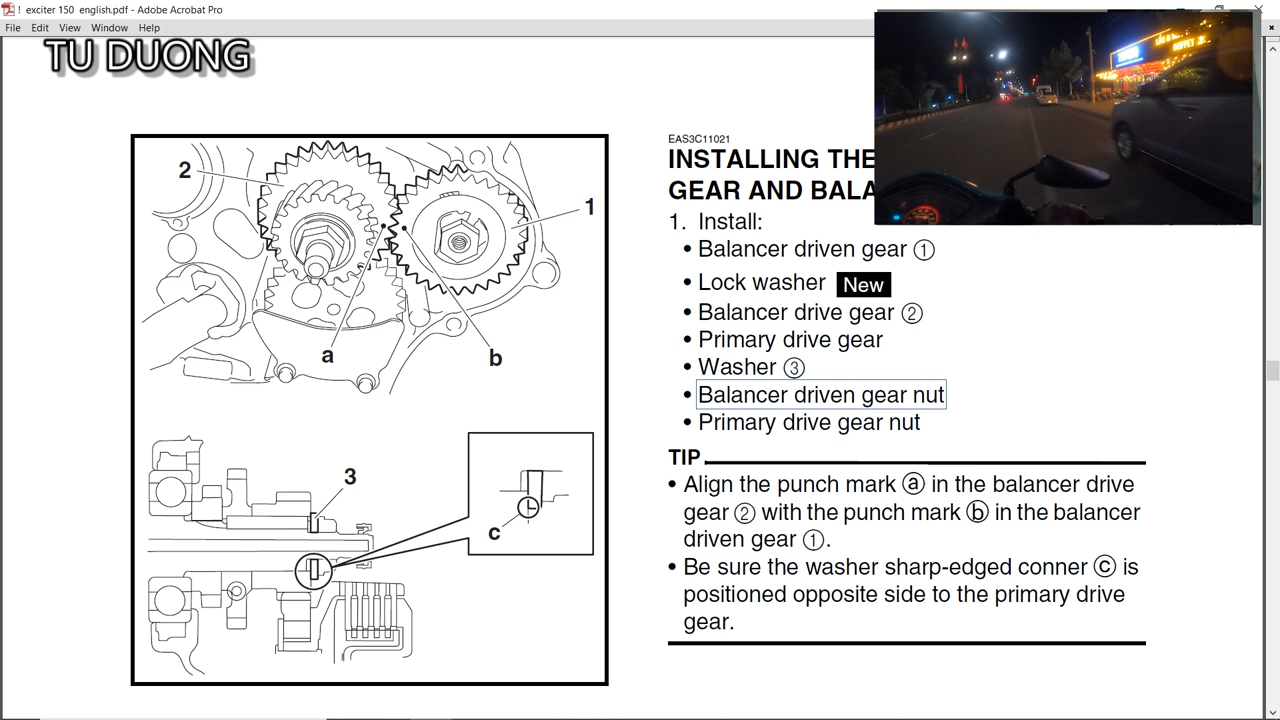 ! exciter 150 english.pdf - Adobe Acrobat Pro
File Edit View Window Help
TU DUONG
2
1
a
b
3
c
EAS3C11021
INSTALLING THE
GEAR AND BALA
1. Install:
• Balancer driven gear ①
• Lock washer New
• Balancer drive gear ②
• Primary drive gear
• Washer ③
• Balancer driven gear nut
• Primary drive gear nut
TIP
• Align the punch mark ⓐ in the balancer drive
gear ② with the punch mark ⓑ in the balancer
driven gear ①.
• Be sure the washer sharp-edged conner ⓒ is
positioned opposite side to the primary drive
gear.